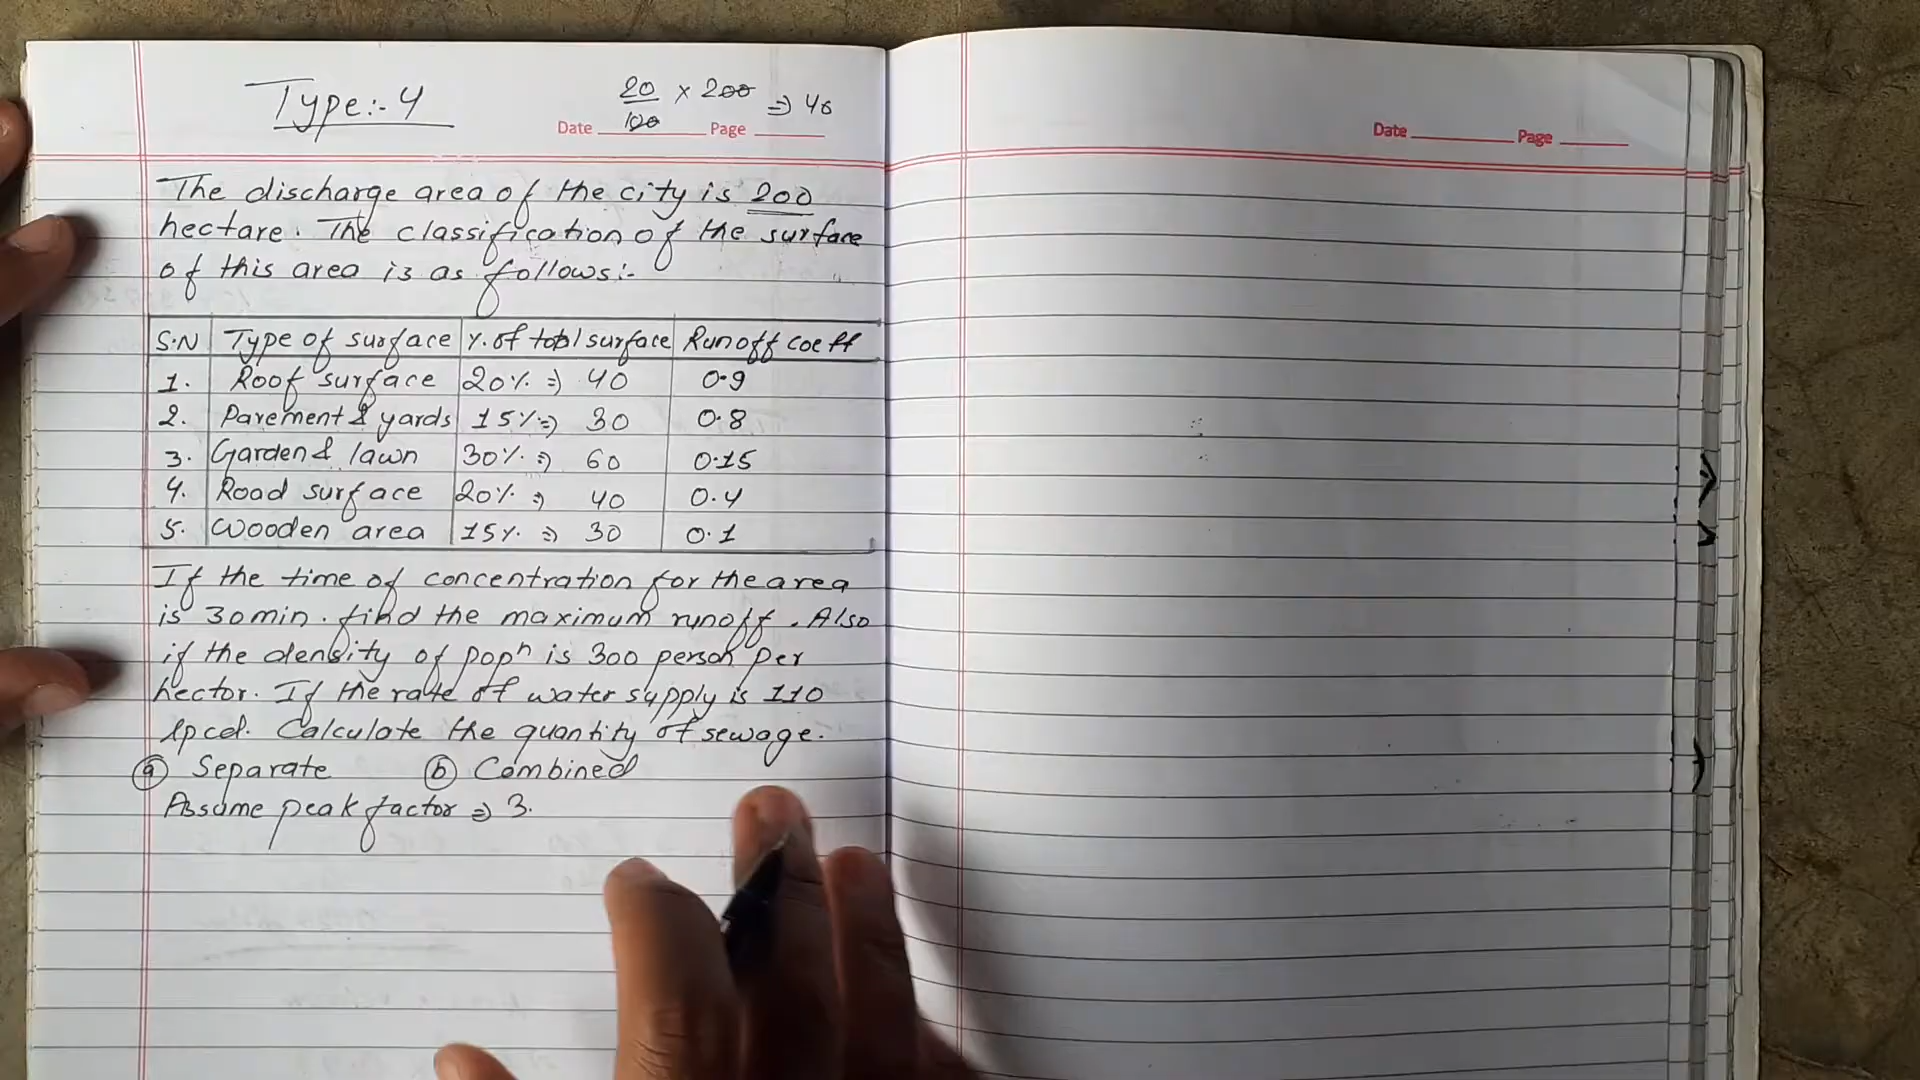 Type:- 4
20/100 × 200 => 40
Date Page
Date Page
The discharge area of the city is 200
hectare. The classification of the surface
of this area is as follows:-
S.N Type of surface %. of total surface Runoff coeff
1. Roof surface 20% => 40 0.9
2. Pavement & yards 15% => 30 0.8
3. Garden & lawn 30% => 60 0.15
4. Road surface 20% => 40 0.4
5. Wooden area 15% => 30 0.1
If the time of concentration for the area
is 30min. find the maximum runoff. Also
if the density of popⁿ is 300 person per
hector. If the rate of water supply is 110
lpcd. Calculate the quantity of sewage.
(a) Separate (b) Combined
Assume peak factor => 3.